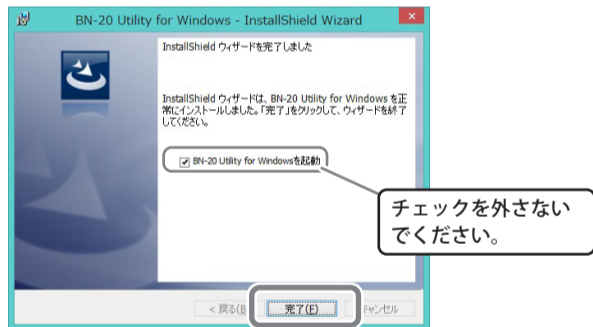 BN-20 Utility for Windows - InstallShield Wizard
InstallShield ウィザードを完了しました
InstallShield ウィザードは、BN-20 Utility for Windows を正
常にインストールしました。「完了」をクリックして、ウィザードを終了
してください。
BN-20 Utility for Windowsを起動
チェックを外さない
でください。
< 戻る(B 完了(F) キャンセル